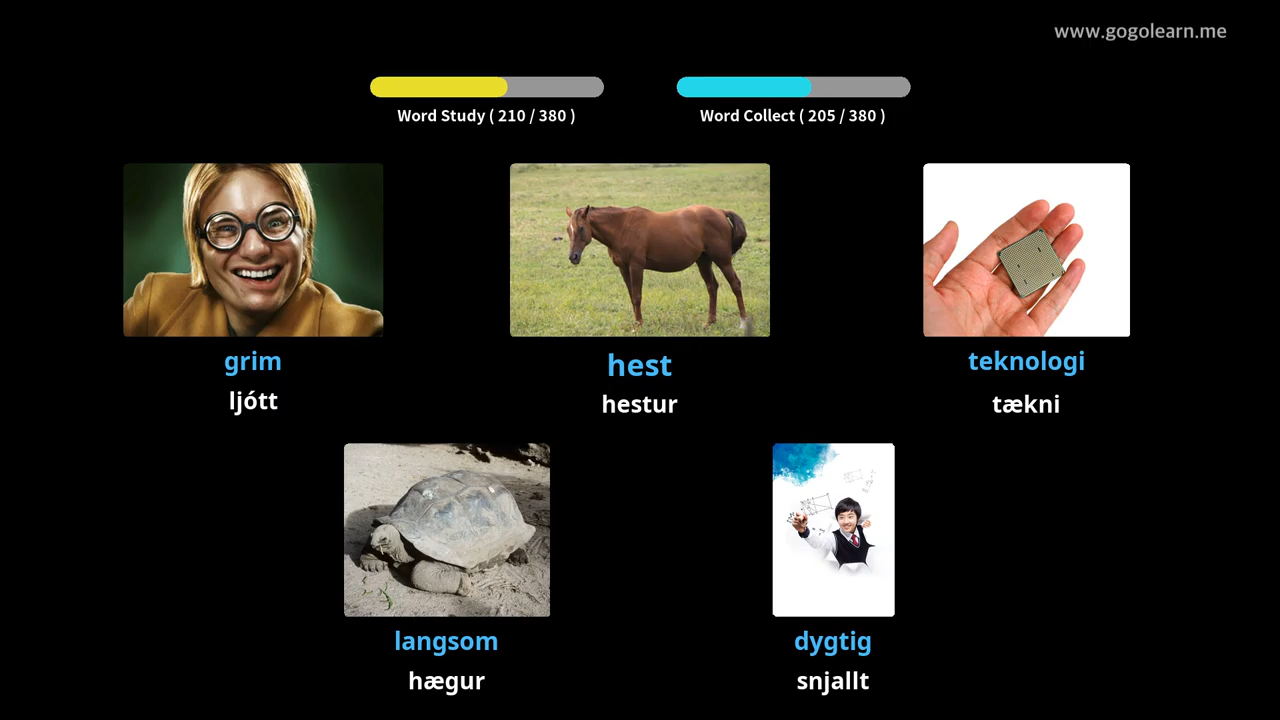 www.gogolearn.me
Word Study ( 210 / 380 )
Word Collect ( 205 / 380 )
grim
ljótt
hest
hestur
teknologi
tækni
langsom
hægur
dygtig
snjallt